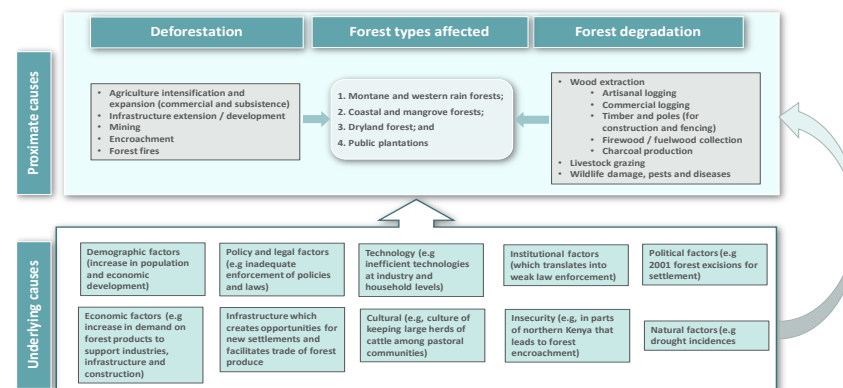 Deforestation
Forest types affected
Forest degradation
Proximate causes
• Agriculture intensification and
expansion (commercial and subsistence)
• Infrastructure extension / development
• Mining
• Encroachment
• Forest fires
1. Montane and western rain forests;
2. Coastal and mangrove forests;
3. Dryland forest; and
4. Public plantations
• Wood extraction
• Artisanal logging
• Commercial logging
• Timber and poles (for
construction and fencing)
• Firewood / fuelwood collection
• Charcoal production
• Livestock grazing
• Wildlife damage, pests and diseases
Underlying causes
Demographic factors
(increase in population
and economic
development)
Policy and legal factors
(e.g inadequate
enforcement of policies
and laws)
Technology (e.g
inefficient technologies
at industry and
household levels)
Institutional factors
(which translates into
weak law enforcement)
Political factors (e.g
2001 forest excisions for
settlement)
Economic factors (e.g
increase in demand on
forest products to
support industries,
infrastructure and
construction)
Infrastructure which
creates opportunities for
new settlements and
facilitates trade of forest
produce
Cultural (e.g, culture of
keeping large herds of
cattle among pastoral
communities)
Insecurity (e.g, in parts
of northern Kenya that
leads to forest
encroachment)
Natural factors (e.g
drought incidences